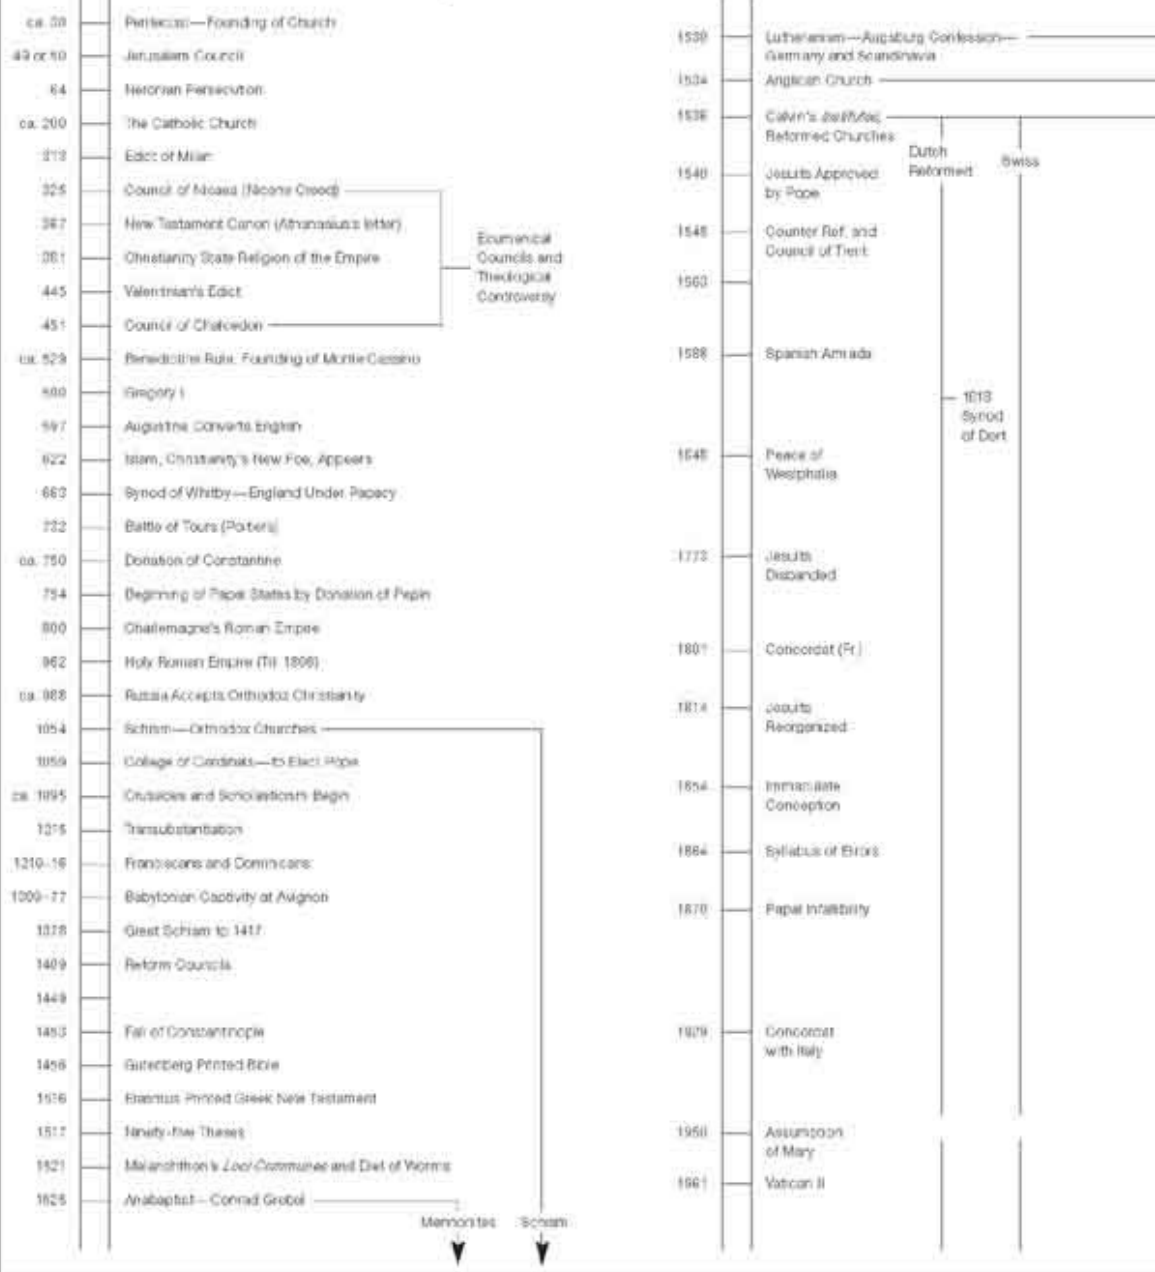 ca. 30 Pentecost—Founding of Church
49 or 50 Jerusalem Council
64 Neronian Persecution
ca. 200 The Catholic Church
313 Edict of Milan
325 Council of Nicaea (Nicene Creed)
367 New Testament Canon (Athanasius's letter)
381 Christianity State Religion of the Empire
445 Valentinian's Edict
451 Council of Chalcedon
Ecumenical
Councils and
Theological
Controversy
ca. 529 Benedictine Rule, Founding of Monte Cassino
590 Gregory I
597 Augustine Converts English
622 Islam, Christianity's New Foe, Appears
663 Synod of Whitby—England Under Papacy
732 Battle of Tours (Poitiers)
ca. 750 Donation of Constantine
754 Beginning of Papal States by Donation of Pepin
800 Charlemagne's Roman Empire
962 Holy Roman Empire (Till 1806)
ca. 988 Russia Accepts Orthodox Christianity
1054 Schism—Orthodox Churches
1059 College of Cardinals—to Elect Pope
ca. 1095 Crusades and Scholasticism Begin
1215 Transubstantiation
1210–16 Franciscans and Dominicans
1309–77 Babylonian Captivity at Avignon
1378 Great Schism to 1417
1409 Reform Councils
1449
1453 Fall of Constantinople
1456 Gutenberg Printed Bible
1516 Erasmus Printed Greek New Testament
1517 Ninety-five Theses
1521 Melanchthon's Loci Communes and Diet of Worms
1525 Anabaptist – Conrad Grebel
Mennonites Schism
1530 Lutheranism—Augsburg Confession—
Germany and Scandinavia
1534 Anglican Church
1536 Calvin's Institutes,
Reformed Churches
Dutch
Reformed
Swiss
1540 Jesuits Approved
by Pope
1545 Counter Ref. and
Council of Trent
1563
1588 Spanish Armada
1618
Synod
of Dort
1648 Peace of
Westphalia
1773 Jesuits
Disbanded
1801 Concordat (Fr.)
1814 Jesuits
Reorganized
1854 Immaculate
Conception
1864 Syllabus of Errors
1870 Papal Infallibility
1929 Concordat
with Italy
1950 Assumption
of Mary
1961 Vatican II